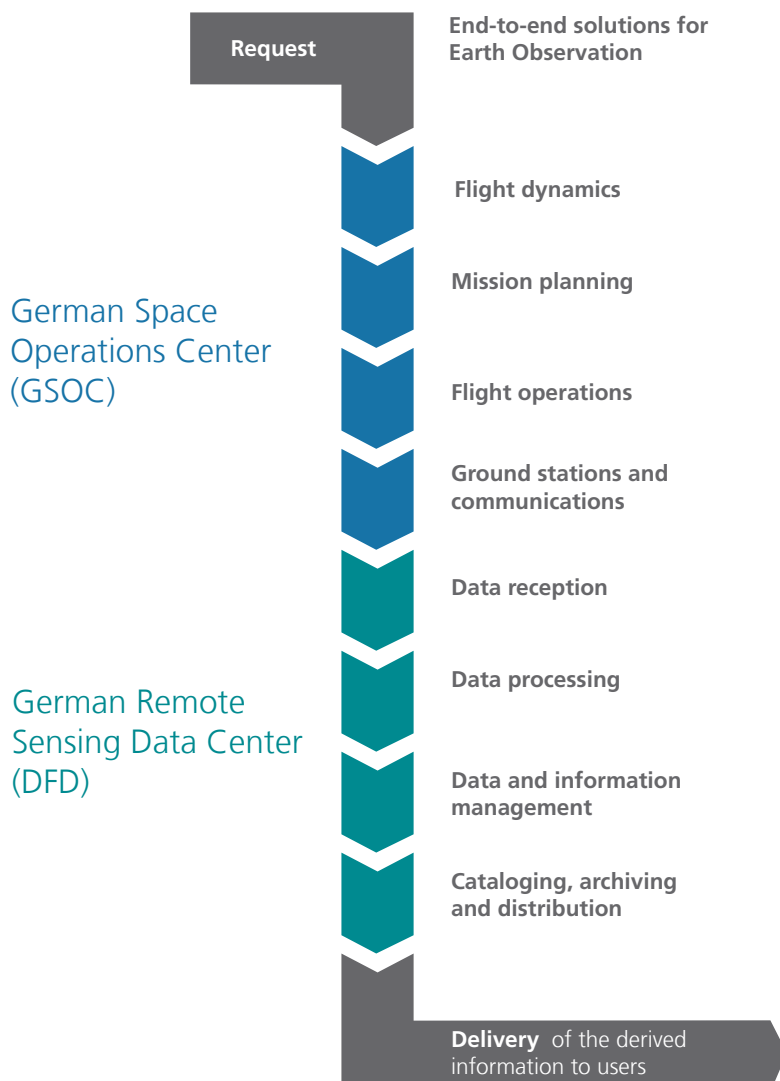 Request
End-to-end solutions for
Earth Observation
Flight dynamics
Mission planning
German Space
Operations Center
(GSOC)
Flight operations
Ground stations and
communications
Data reception
Data processing
German Remote
Sensing Data Center
(DFD)
Data and information
management
Cataloging, archiving
and distribution
Delivery of the derived
information to users